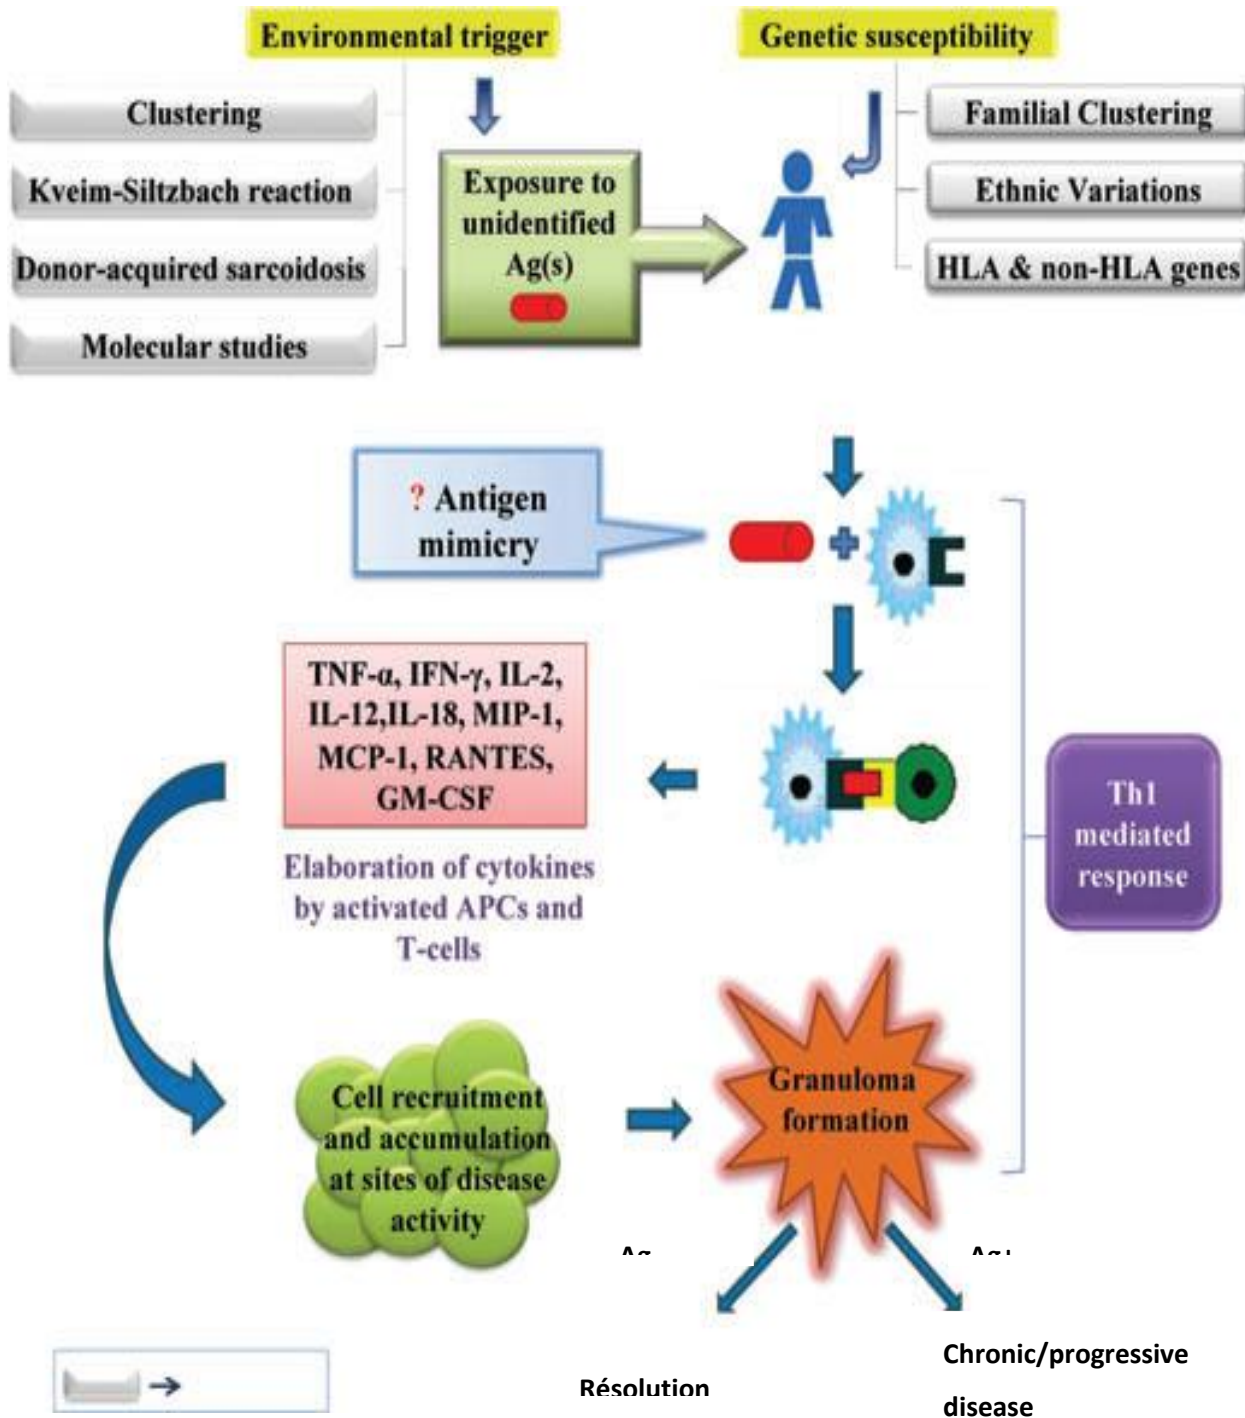 Environmental trigger
Genetic susceptibility
Clustering
Kveim-Siltzbach reaction
Donor-acquired sarcoidosis
Molecular studies
Exposure to
unidentified
Ag(s)
Familial Clustering
Ethnic Variations
HLA & non-HLA genes
? Antigen
mimicry
TNF-α, IFN-γ, IL-2,
IL-12,IL-18, MIP-1,
MCP-1, RANTES,
GM-CSF
Elaboration of cytokines
by activated APCs and
T-cells
Th1
mediated
response
Cell recruitment
and accumulation
at sites of disease
activity
Granuloma
formation
Résolution
Chronic/progressive
disease